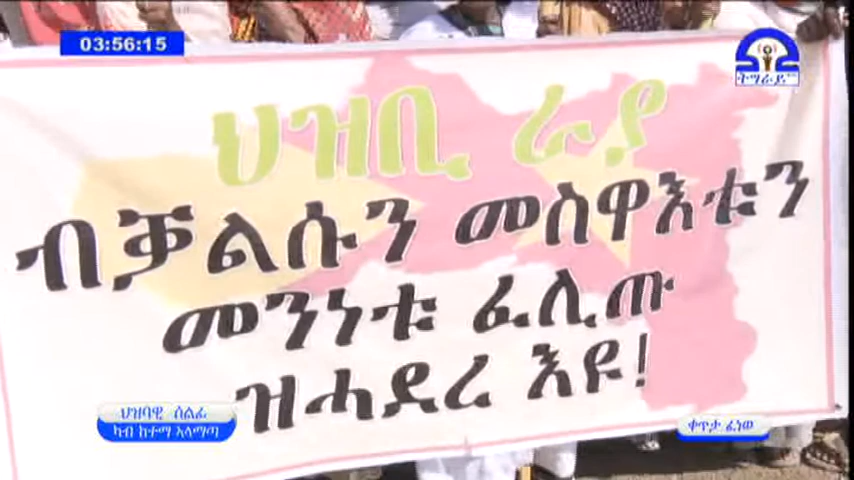 03:56:15
ትግራይ
ህዝቢ ራያ
ብቓልሱን መስዋእቱን
መንነቱ ፈሊጡ
ዝሓደረ እዩ!
ህዝባዊ ሰልፊ
ካብ ከተማ ኣላማጣ
ቀጥታ ፈነወ